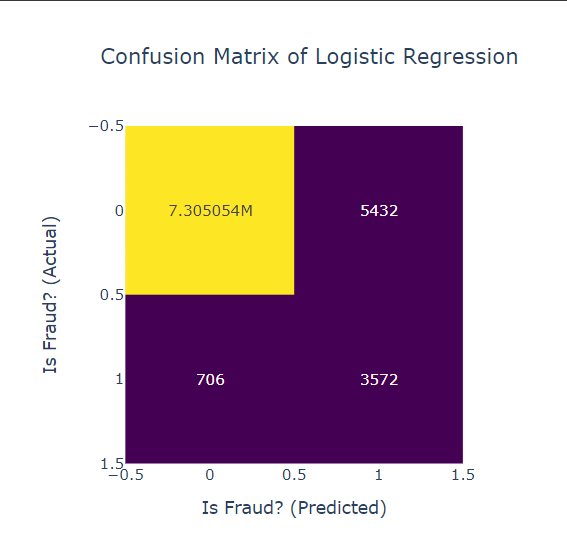 Confusion Matrix of Logistic Regression
−0.5
0 7.305054M 5432
0.5
Is Fraud? (Actual)
1 706 3572
1.5
−0.5 0 0.5 1 1.5
Is Fraud? (Predicted)